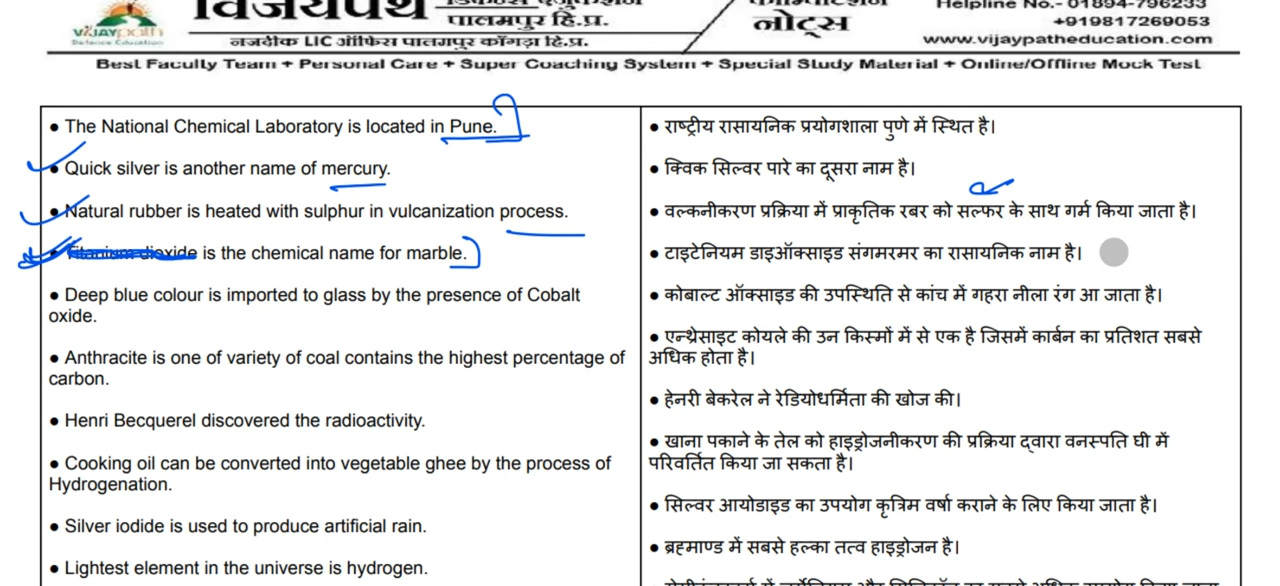 विजयपथ
पालमपुर हि.प्र.
नजदीक LIC ऑफिस पालमपुर काँगड़ा हि.प्र.
नोट्स
Helpline No.- 01894-796233
+919817269053
www.vijaypatheducation.com
VIJAYpath
Defence Education
Best Faculty Team + Personal Care + Super Coaching System + Special Study Material + Online/Offline Mock Test
● The National Chemical Laboratory is located in Pune.
● Quick silver is another name of mercury.
● Natural rubber is heated with sulphur in vulcanization process.
● Titanium dioxide is the chemical name for marble.
● Deep blue colour is imported to glass by the presence of Cobalt
oxide.
● Anthracite is one of variety of coal contains the highest percentage of
carbon.
● Henri Becquerel discovered the radioactivity.
● Cooking oil can be converted into vegetable ghee by the process of
Hydrogenation.
● Silver iodide is used to produce artificial rain.
● Lightest element in the universe is hydrogen.
● राष्ट्रीय रासायनिक प्रयोगशाला पुणे में स्थित है।
● क्विक सिल्वर पारे का दूसरा नाम है।
● वल्कनीकरण प्रक्रिया में प्राकृतिक रबर को सल्फर के साथ गर्म किया जाता है।
● टाइटेनियम डाइऑक्साइड संगमरमर का रासायनिक नाम है।
● कोबाल्ट ऑक्साइड की उपस्थिति से कांच में गहरा नीला रंग आ जाता है।
● एन्थ्रेसाइट कोयले की उन किस्मों में से एक है जिसमें कार्बन का प्रतिशत सबसे
अधिक होता है।
● हेनरी बेकरेल ने रेडियोधर्मिता की खोज की।
● खाना पकाने के तेल को हाइड्रोजनीकरण की प्रक्रिया द्वारा वनस्पति घी में
परिवर्तित किया जा सकता है।
● सिल्वर आयोडाइड का उपयोग कृत्रिम वर्षा कराने के लिए किया जाता है।
● ब्रह्माण्ड में सबसे हल्का तत्व हाइड्रोजन है।